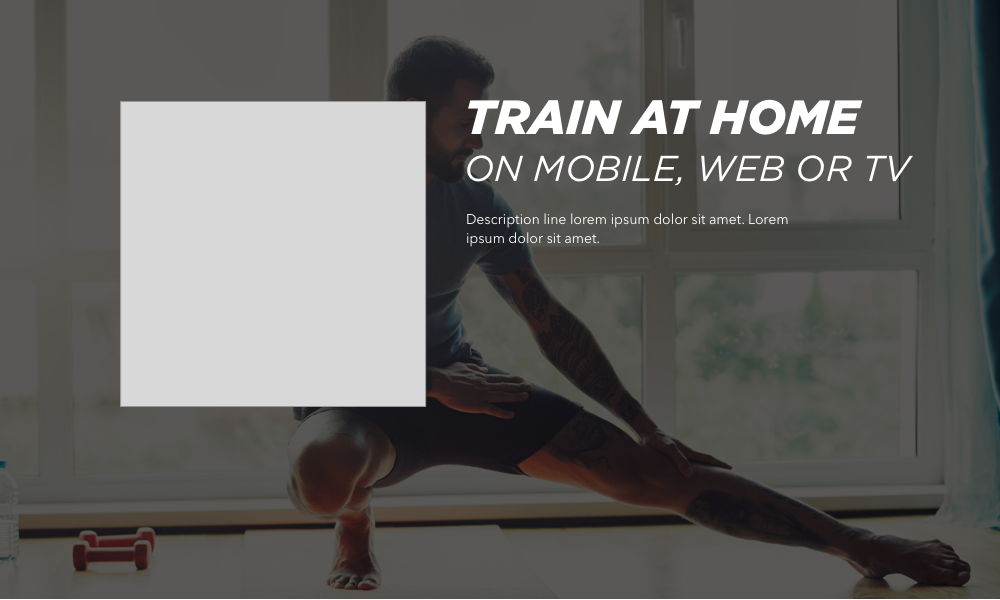 TRAIN AT HOME
ON MOBILE, WEB OR TV
Description line lorem ipsum dolor sit amet. Lorem
ipsum dolor sit amet.